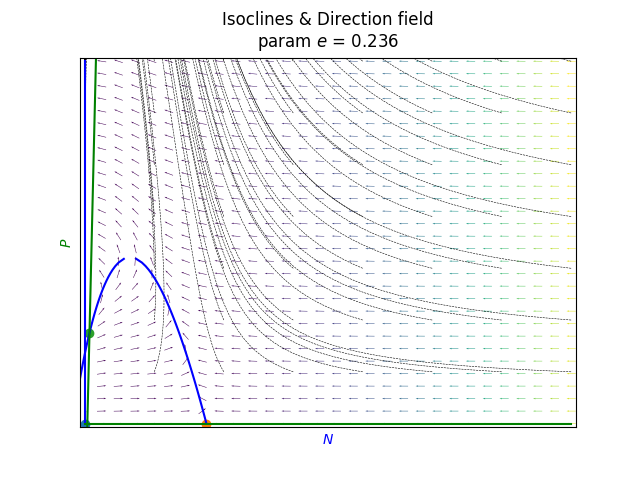 Isoclines & Direction field
param e = 0.236
P
N